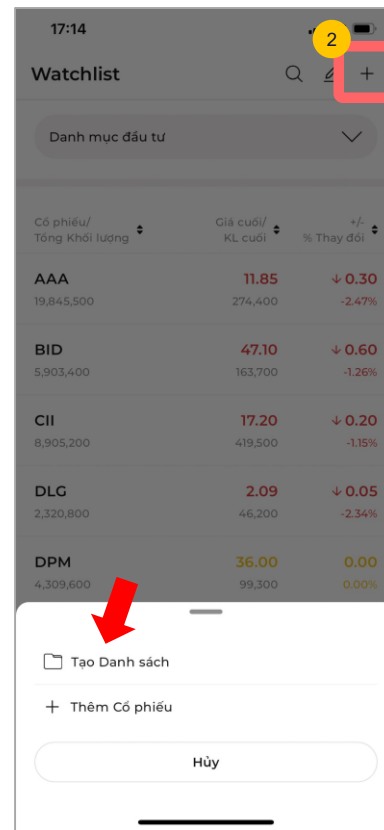 17:14
2
Watchlist
Danh mục đầu tư
Cổ phiếu/ Giá cuối/ +/-
Tổng Khối lượng KL cuối % Thay đổi
AAA 11.85 0.30
19,845,500 274,400 -2.47%
BID 47.10 0.60
5,903,400 163,700 -1.26%
CII 17.20 0.20
8,905,200 419,500 -1.15%
DLG 2.09 0.05
2,320,800 46,200 -2.34%
DPM 36.00 0.00
4,309,600 99,300 0.00%
Tạo Danh sách
Thêm Cổ phiếu
Hủy